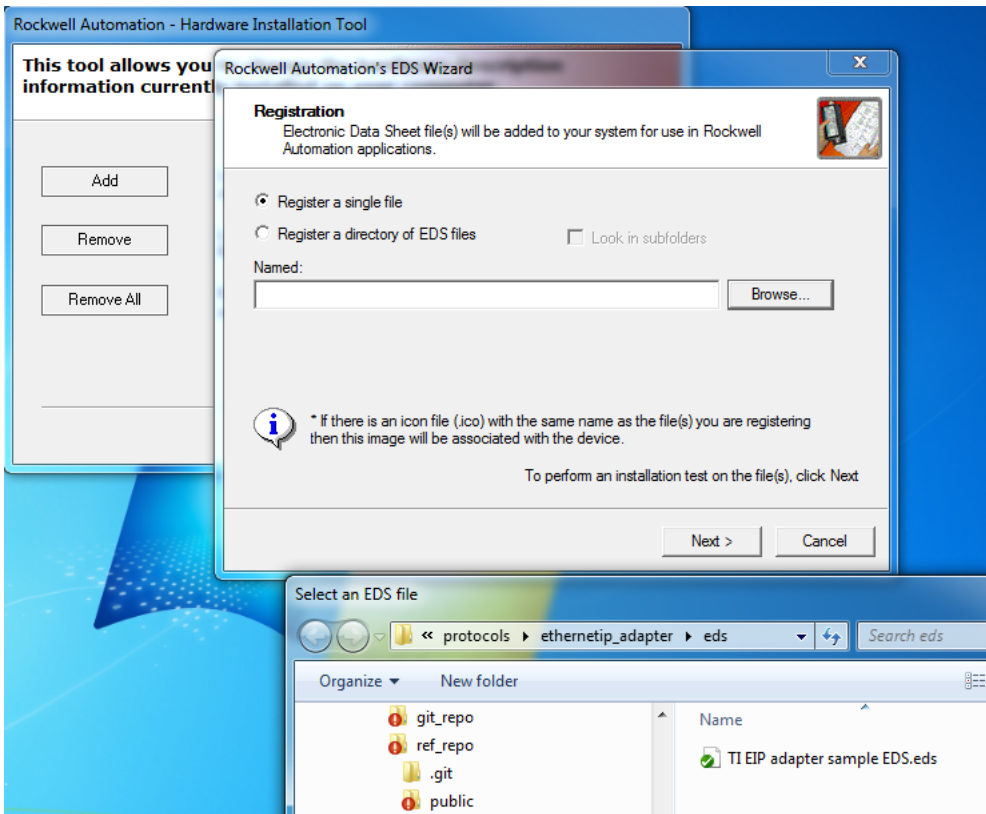 Rockwell Automation - Hardware Installation Tool
This tool allows you
information currentl
Add
Remove
Remove All
Rockwell Automation's EDS Wizard
x
Registration
Electronic Data Sheet file(s) will be added to your system for use in Rockwell
Automation applications.
Register a single file
Register a directory of EDS files
Look in subfolders
Named:
Browse...
* If there is an icon file (.ico) with the same name as the file(s) you are registering
then this image will be associated with the device.
To perform an installation test on the file(s), click Next
Next >
Cancel
Select an EDS file
« protocols ▸ ethernetip_adapter ▸ eds
Search eds
Organize ▾
New folder
git_repo
ref_repo
.git
public
Name
TI EIP adapter sample EDS.eds